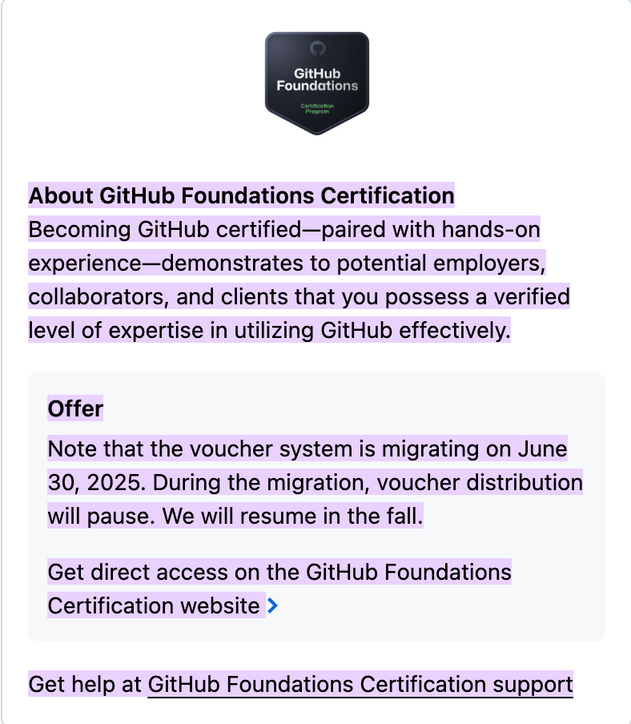 GitHub
Foundations
Certification
Program
About GitHub Foundations Certification
Becoming GitHub certified—paired with hands-on
experience—demonstrates to potential employers,
collaborators, and clients that you possess a verified
level of expertise in utilizing GitHub effectively.
Offer
Note that the voucher system is migrating on June
30, 2025. During the migration, voucher distribution
will pause. We will resume in the fall.
Get direct access on the GitHub Foundations
Certification website
Get help at GitHub Foundations Certification support